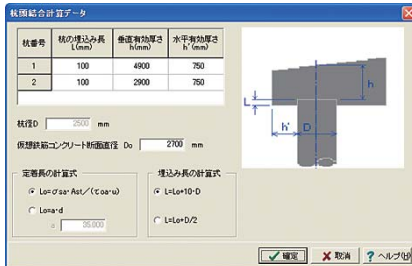 杭頭結合計算データ
杭番号 杭の埋込み長 L(mm) 垂直有効厚さ h(mm) 水平有効厚さ h'(mm)
1 100 4900 750
2 100 2900 750
杭径D 2500 mm
仮想鉄筋コンクリート断面直径 Do 2700 mm
定着長の計算式
Lo=σsa・Ast/(τoa・u)
Lo=a・d
a 35.000
埋込み長の計算式
L=Lo+10・D
L=Lo+D/2
L
h
h'
D
確定 取消 ? ヘルプ(H)